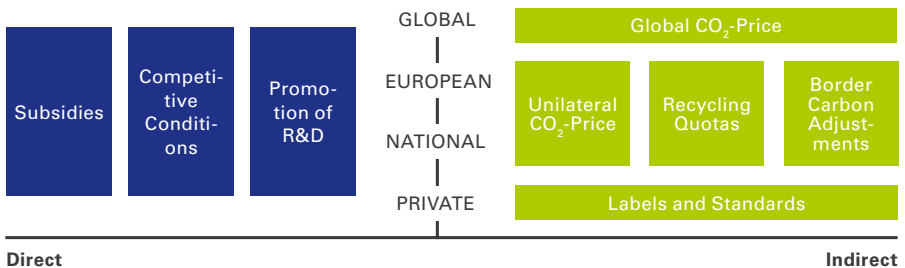 Subsidies
Competi-
tive
Conditi-
ons
Promo-
tion of
R&D
GLOBAL
EUROPEAN
NATIONAL
PRIVATE
Global CO₂-Price
Unilateral
CO₂-Price
Recycling
Quotas
Border
Carbon
Adjust-
ments
Labels and Standards
Direct
Indirect